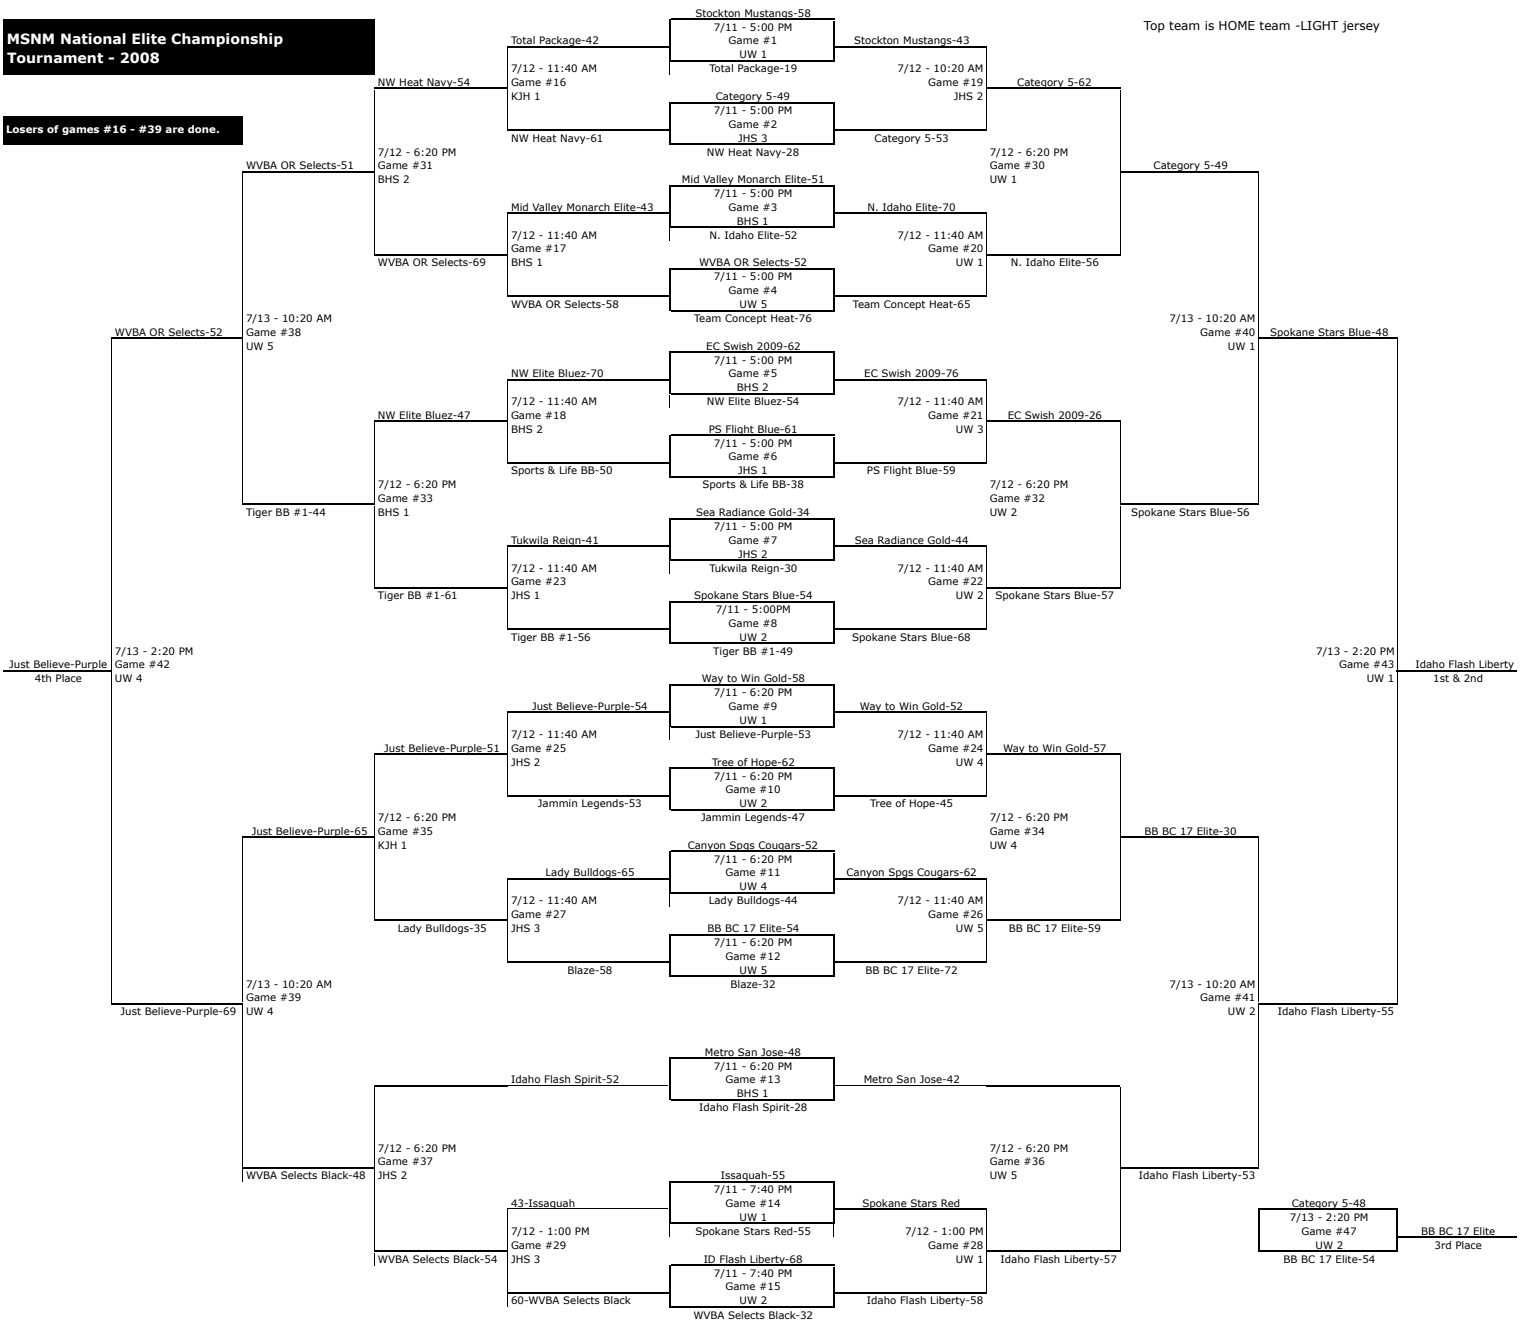 MSNM National Elite Championship
Tournament - 2008
Losers of games #16 - #39 are done.
Top team is HOME team -LIGHT jersey
Just Believe-Purple
4th Place
WVBA OR Selects-52
7/13 - 2:20 PM
Game #42
UW 4
Just Believe-Purple-69
WVBA OR Selects-51
7/13 - 10:20 AM
Game #38
UW 5
Tiger BB #1-44
Just Believe-Purple-65
7/13 - 10:20 AM
Game #39
UW 4
WVBA Selects Black-48
NW Heat Navy-54
7/12 - 6:20 PM
Game #31
BHS 2
WVBA OR Selects-69
NW Elite Bluez-47
7/12 - 6:20 PM
Game #33
BHS 1
Tiger BB #1-61
Just Believe-Purple-51
7/12 - 6:20 PM
Game #35
KJH 1
Lady Bulldogs-35
7/12 - 6:20 PM
Game #37
JHS 2
WVBA Selects Black-54
Total Package-42
7/12 - 11:40 AM
Game #16
KJH 1
NW Heat Navy-61
Mid Valley Monarch Elite-43
7/12 - 11:40 AM
Game #17
BHS 1
WVBA OR Selects-58
NW Elite Bluez-70
7/12 - 11:40 AM
Game #18
BHS 2
Sports & Life BB-50
Tukwila Reign-41
7/12 - 11:40 AM
Game #23
JHS 1
Tiger BB #1-56
Just Believe-Purple-54
7/12 - 11:40 AM
Game #25
JHS 2
Jammin Legends-53
Lady Bulldogs-65
7/12 - 11:40 AM
Game #27
JHS 3
Blaze-58
Idaho Flash Spirit-52
43-Issaquah
7/12 - 1:00 PM
Game #29
JHS 3
60-WVBA Selects Black
Stockton Mustangs-58
7/11 - 5:00 PM
Game #1
UW 1
Total Package-19
Category 5-49
7/11 - 5:00 PM
Game #2
JHS 3
NW Heat Navy-28
Mid Valley Monarch Elite-51
7/11 - 5:00 PM
Game #3
BHS 1
N. Idaho Elite-52
WVBA OR Selects-52
7/11 - 5:00 PM
Game #4
UW 5
Team Concept Heat-76
EC Swish 2009-62
7/11 - 5:00 PM
Game #5
BHS 2
NW Elite Bluez-54
PS Flight Blue-61
7/11 - 5:00 PM
Game #6
JHS 1
Sports & Life BB-38
Sea Radiance Gold-34
7/11 - 5:00 PM
Game #7
JHS 2
Tukwila Reign-30
Spokane Stars Blue-54
7/11 - 5:00PM
Game #8
UW 2
Tiger BB #1-49
Way to Win Gold-58
7/11 - 6:20 PM
Game #9
UW 1
Just Believe-Purple-53
Tree of Hope-62
7/11 - 6:20 PM
Game #10
UW 2
Jammin Legends-47
Canyon Spgs Cougars-52
7/11 - 6:20 PM
Game #11
UW 4
Lady Bulldogs-44
BB BC 17 Elite-54
7/11 - 6:20 PM
Game #12
UW 5
Blaze-32
Metro San Jose-48
7/11 - 6:20 PM
Game #13
BHS 1
Idaho Flash Spirit-28
Issaquah-55
7/11 - 7:40 PM
Game #14
UW 1
Spokane Stars Red-55
ID Flash Liberty-68
7/11 - 7:40 PM
Game #15
UW 2
WVBA Selects Black-32
Stockton Mustangs-43
7/12 - 10:20 AM
Game #19
JHS 2
Category 5-53
N. Idaho Elite-70
7/12 - 11:40 AM
Game #20
UW 1
Team Concept Heat-65
EC Swish 2009-76
7/12 - 11:40 AM
Game #21
UW 3
PS Flight Blue-59
Sea Radiance Gold-44
7/12 - 11:40 AM
Game #22
UW 2
Spokane Stars Blue-68
Way to Win Gold-52
7/12 - 11:40 AM
Game #24
UW 4
Tree of Hope-45
Canyon Spgs Cougars-62
7/12 - 11:40 AM
Game #26
UW 5
BB BC 17 Elite-72
Metro San Jose-42
Spokane Stars Red
7/12 - 1:00 PM
Game #28
UW 1
Idaho Flash Liberty-58
Category 5-62
7/12 - 6:20 PM
Game #30
UW 1
N. Idaho Elite-56
EC Swish 2009-26
7/12 - 6:20 PM
Game #32
UW 2
Spokane Stars Blue-57
Way to Win Gold-57
7/12 - 6:20 PM
Game #34
UW 4
BB BC 17 Elite-59
7/12 - 6:20 PM
Game #36
UW 5
Idaho Flash Liberty-57
Category 5-49
7/13 - 10:20 AM
Game #40
UW 1
Spokane Stars Blue-56
BB BC 17 Elite-30
7/13 - 10:20 AM
Game #41
UW 2
Idaho Flash Liberty-53
Spokane Stars Blue-48
7/13 - 2:20 PM
Game #43
UW 1
Idaho Flash Liberty-55
Idaho Flash Liberty
1st & 2nd
Category 5-48
7/13 - 2:20 PM
Game #47
UW 2
BB BC 17 Elite-54
BB BC 17 Elite
3rd Place